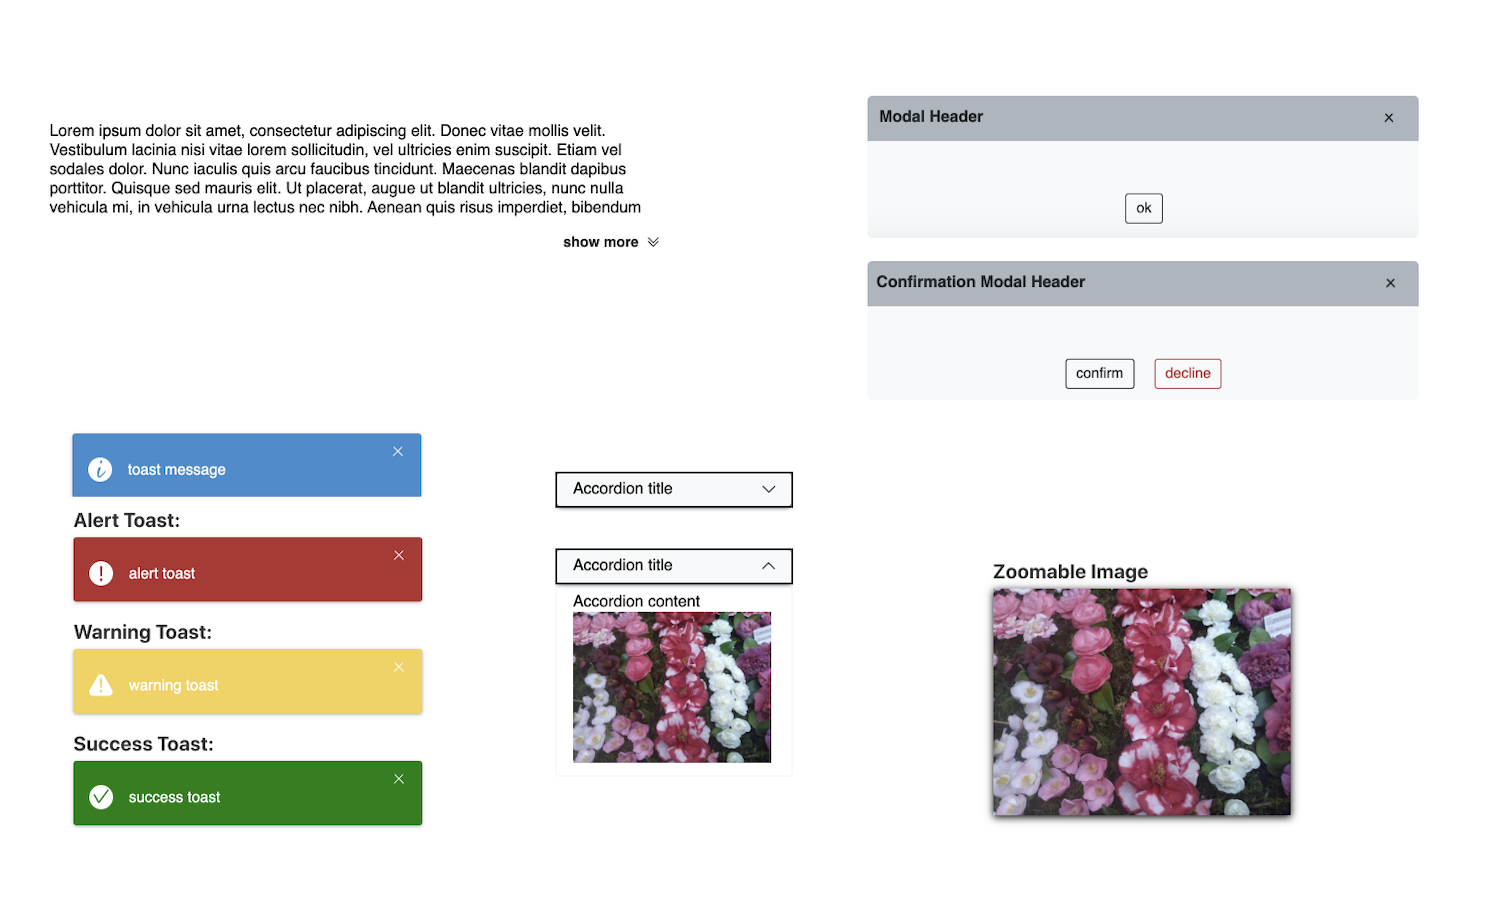 Lorem ipsum dolor sit amet, consectetur adipiscing elit. Donec vitae mollis velit.
Vestibulum lacinia nisi vitae lorem sollicitudin, vel ultricies enim suscipit. Etiam vel
sodales dolor. Nunc iaculis quis arcu faucibus tincidunt. Maecenas blandit dapibus
porttitor. Quisque sed mauris elit. Ut placerat, augue ut blandit ultricies, nunc nulla
vehicula mi, in vehicula urna lectus nec nibh. Aenean quis risus imperdiet, bibendum
show more
Modal Header
ok
Confirmation Modal Header
confirm decline
toast message
Alert Toast:
alert toast
Warning Toast:
warning toast
Success Toast:
success toast
Accordion title
Accordion title
Accordion content
Zoomable Image